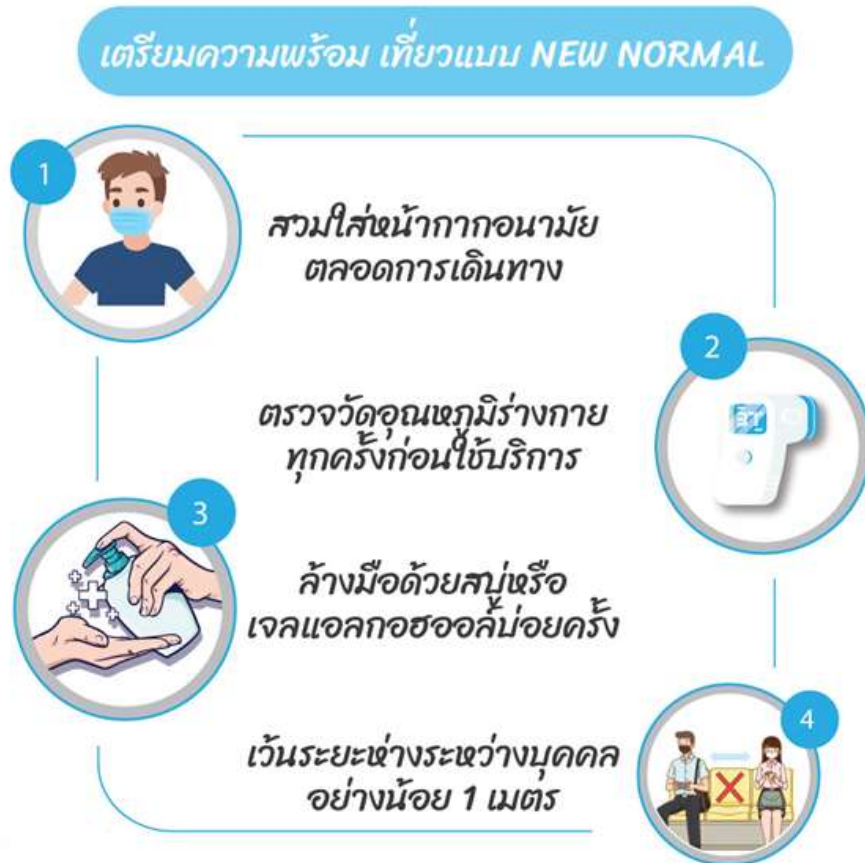 เตรียมความพร้อม เที่ยวแบบ NEW NORMAL
1
สวมใส่หน้ากากอนามัย
ตลอดการเดินทาง
2
ตรวจวัดอุณหภูมิร่างกาย
ทุกครั้งก่อนใช้บริการ
3
ล้างมือด้วยสบู่หรือ
เจลแอลกอฮออล์บ่อยครั้ง
4
เว้นระยะห่างระหว่างบุคคล
อย่างน้อย 1 เมตร